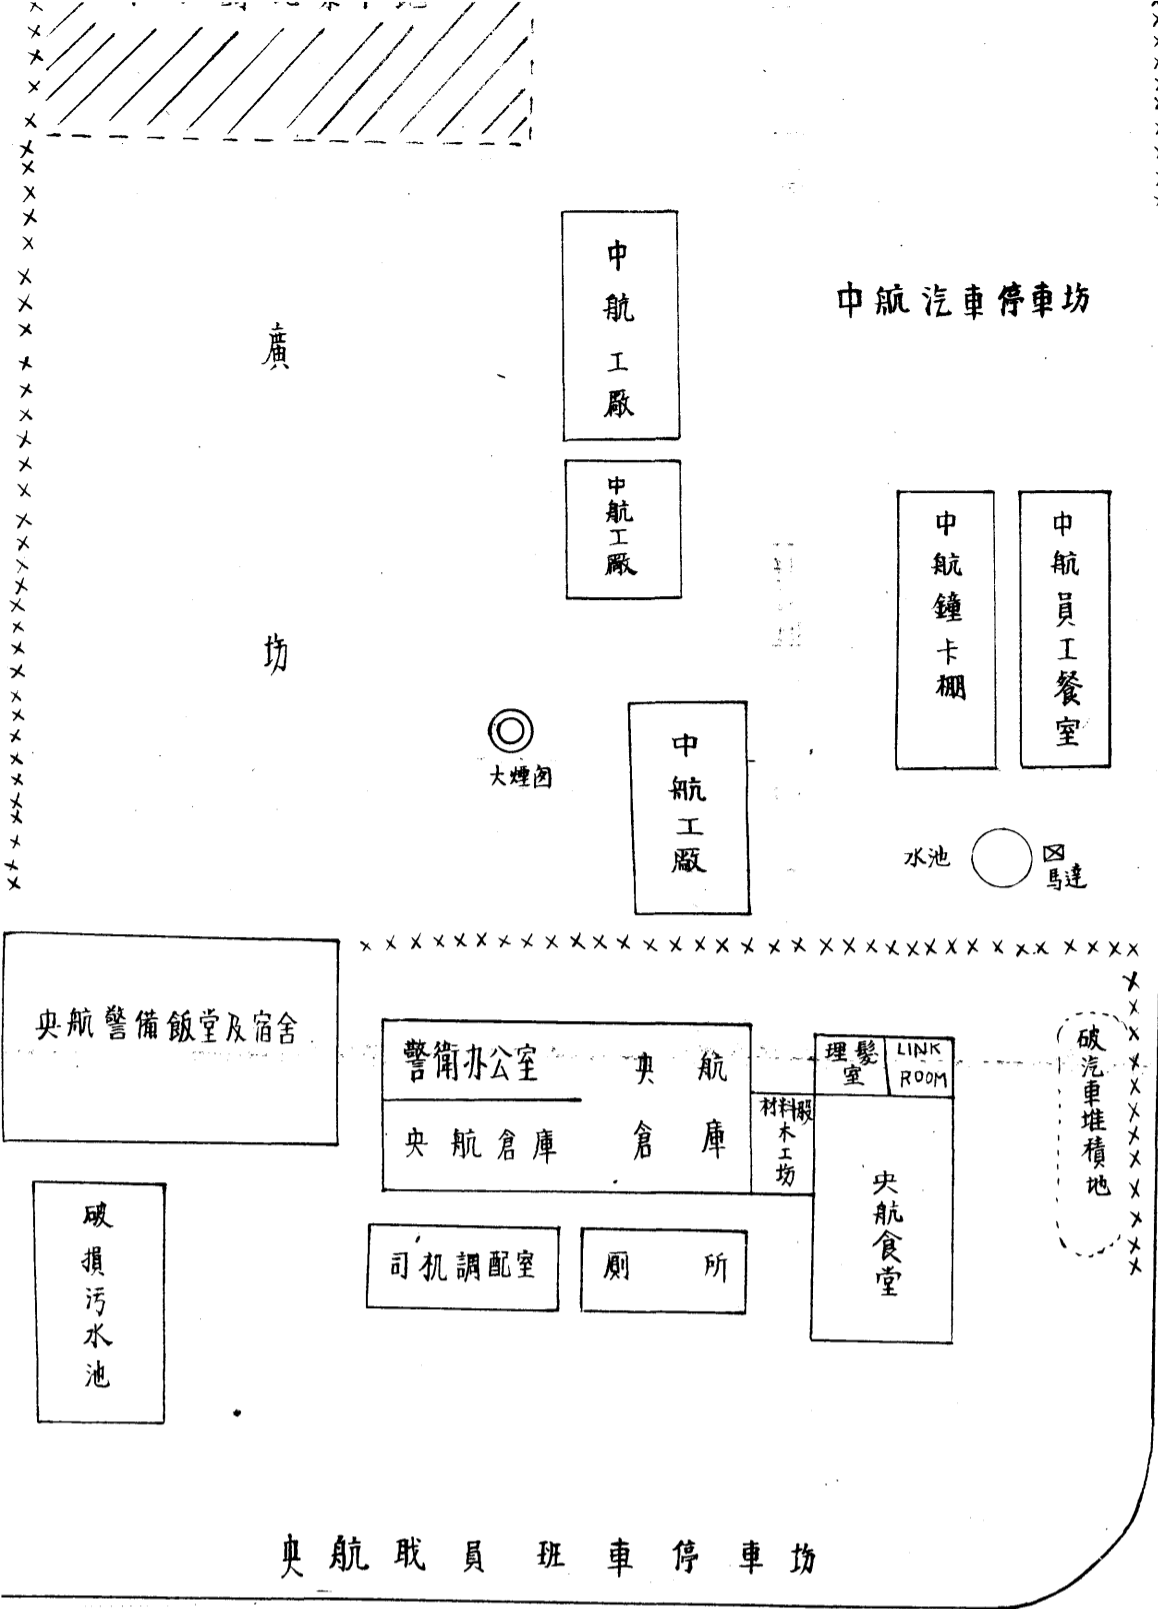 廣坊
中航工廠
中航汽車停車坊
中航工廠
中航鐘卡棚
中航員工餐室
大煙囪
中航工廠
水池
馬達
央航警備飯堂及宿舍
警衛办公室
央航倉庫
央航
倉庫
材料
木工坊
理髮室
LINK ROOM
央航食堂
破汽車堆積地
破損污水池
司机調配室
厠所
央航戝員班車停車坊